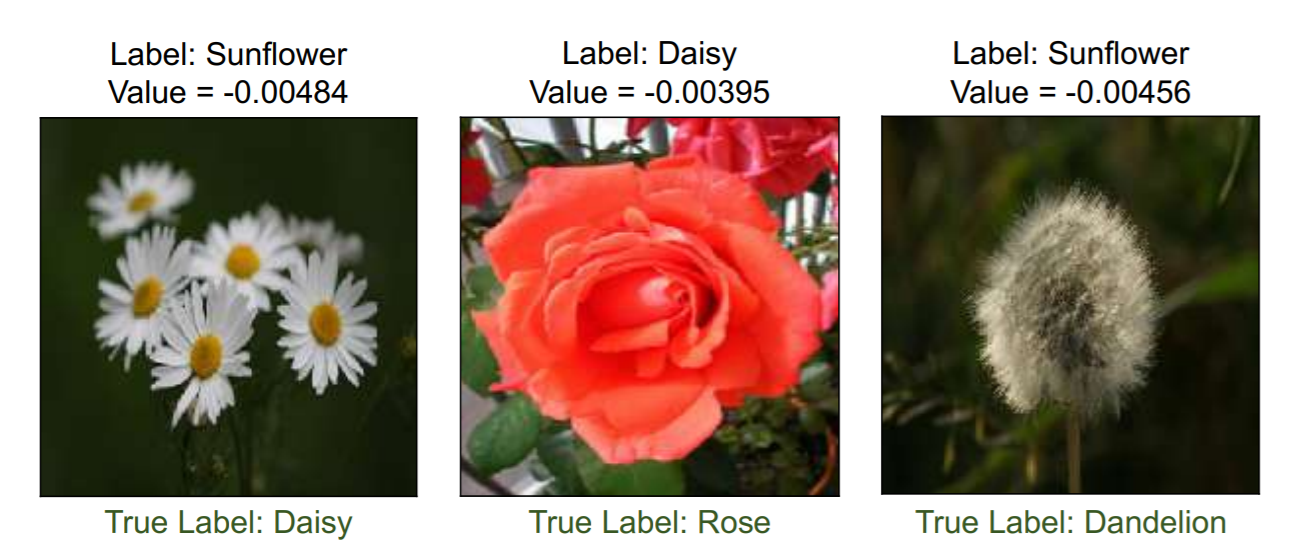 Label: Sunflower
Value = -0.00484
True Label: Daisy
Label: Daisy
Value = -0.00395
True Label: Rose
Label: Sunflower
Value = -0.00456
True Label: Dandelion